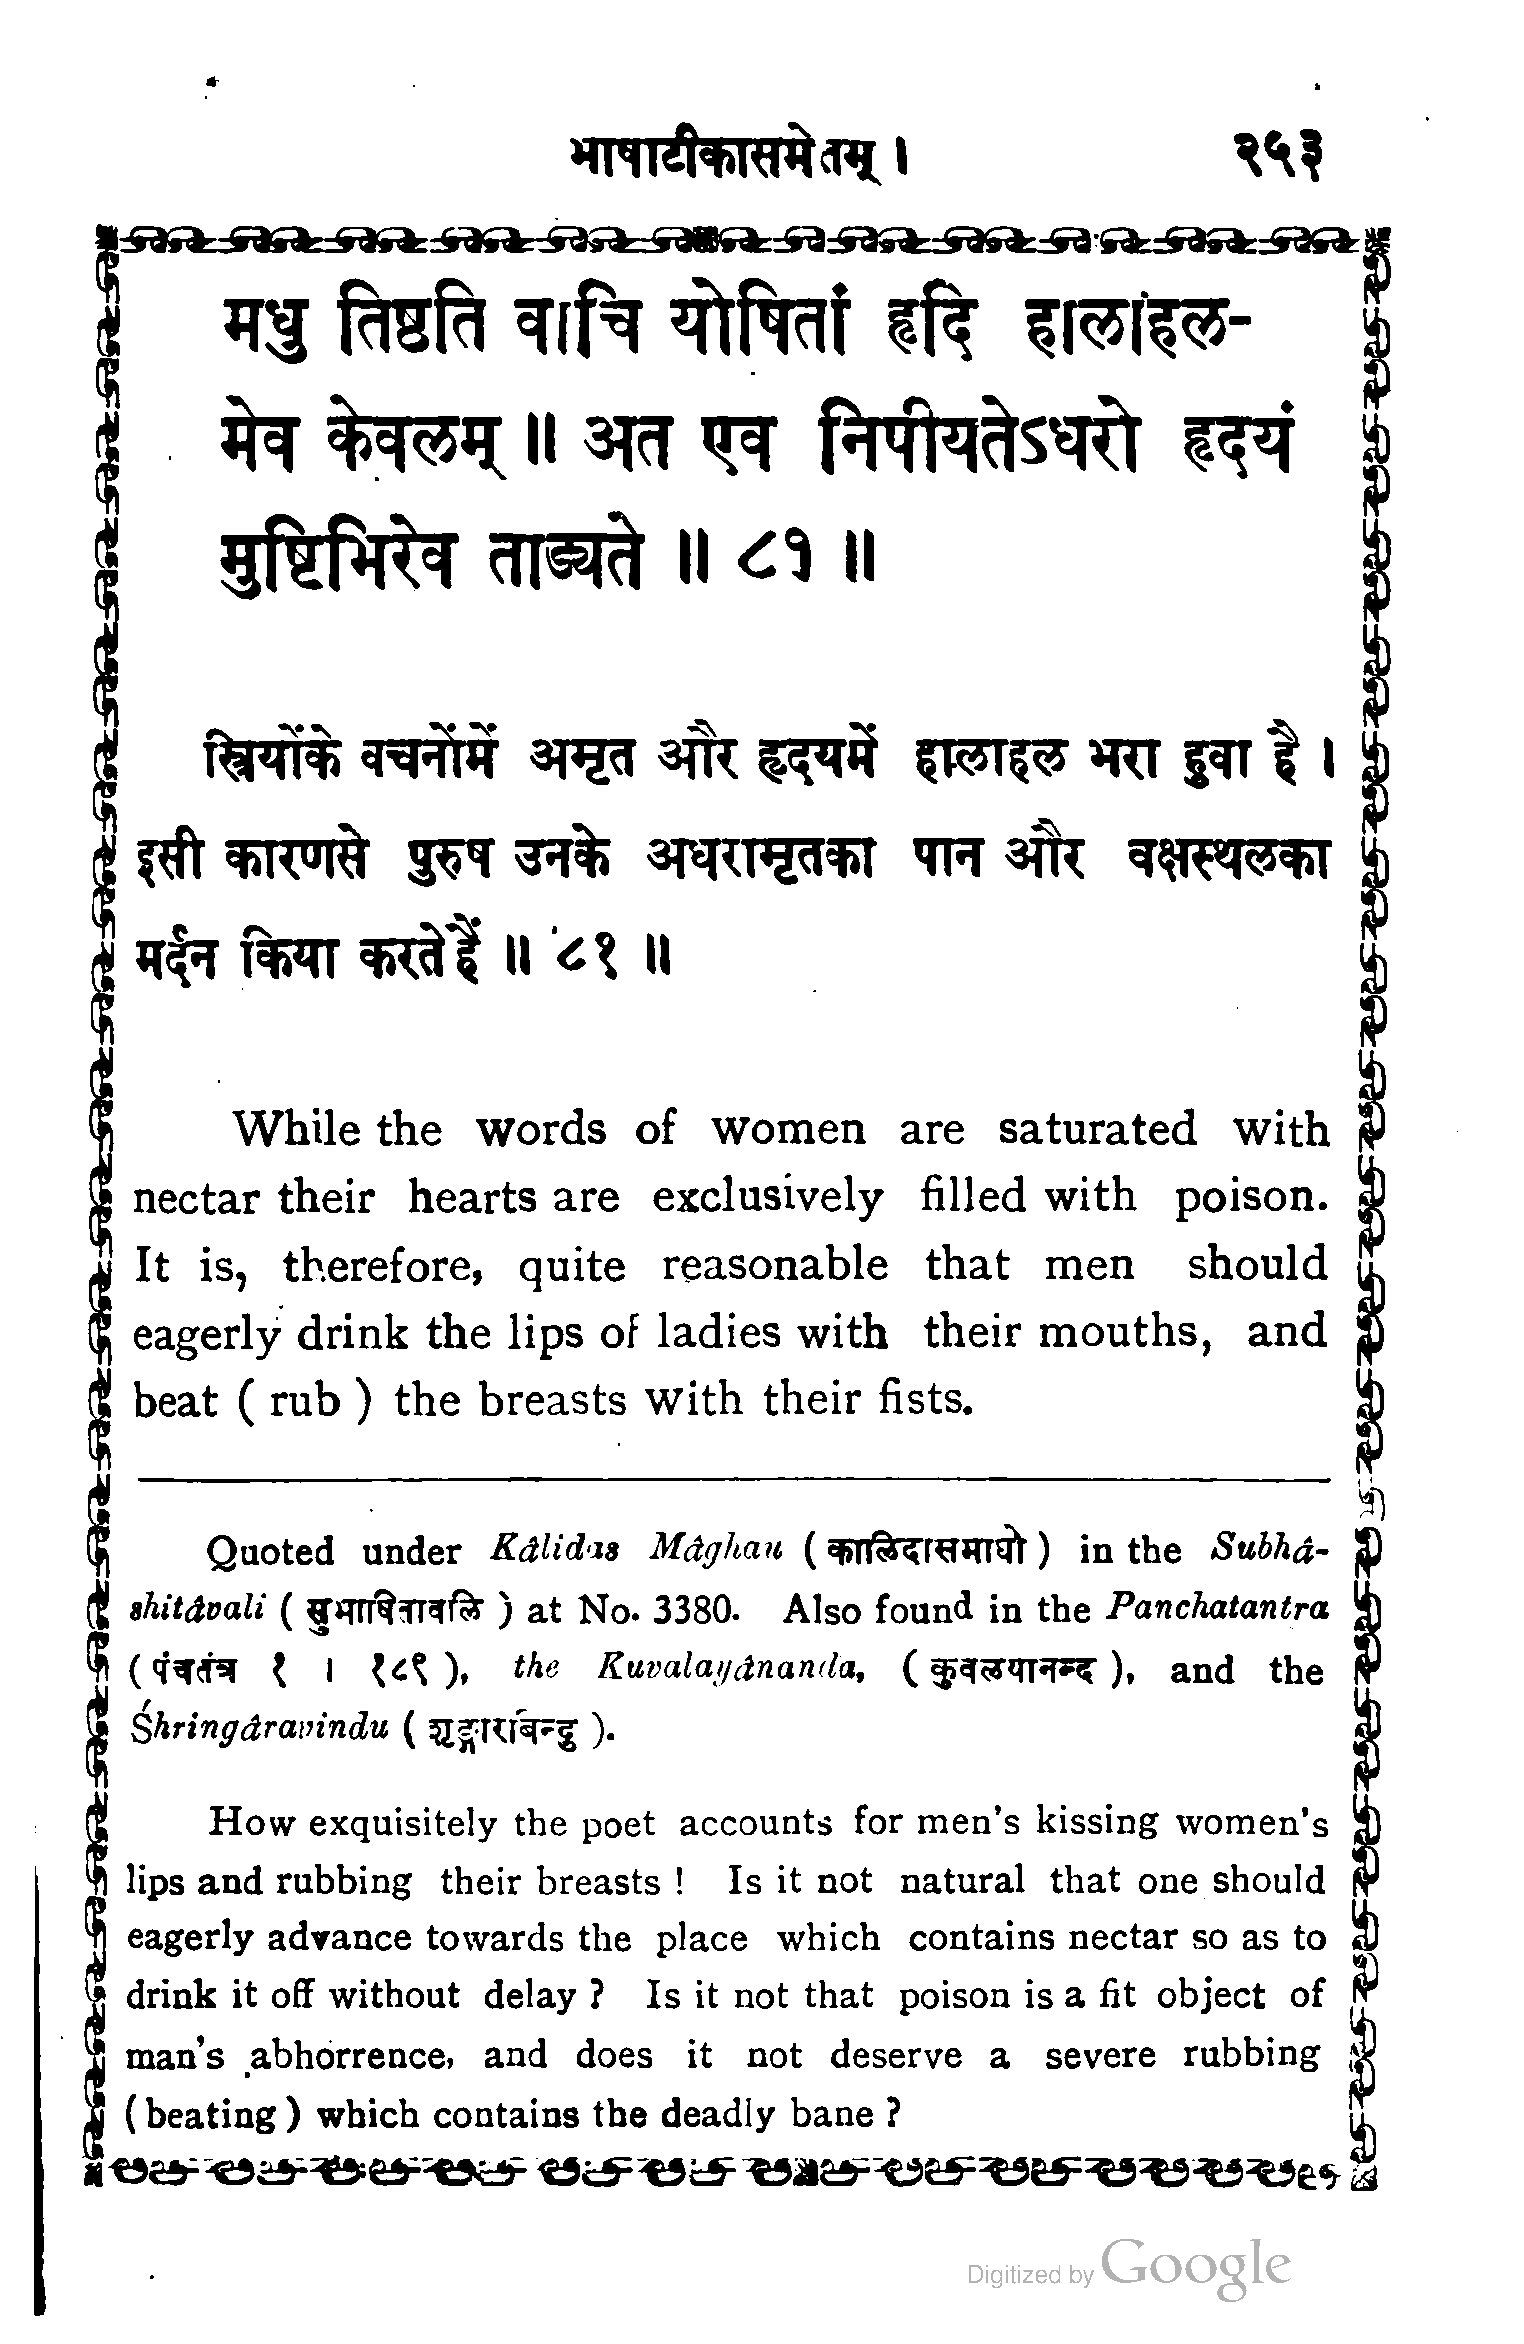 भाषाटीकासमेतम् । २५३
मधु तिष्ठति वाचि योषितां हृदि हालाहल-
मेव केवलम् ॥ अत एव निपीयतेऽधरो हृदयं
मुष्टिभिरेव ताड्यते ॥ ८१ ॥
स्त्रियोंके वचनोंमें अमृत और हृदयमें हालाहल भरा हुवा है ।
इसी कारणसे पुरुष उनके अधरामृतका पान और वक्षस्थलका
मर्दन किया करते हैं ॥ ८१ ॥
While the words of women are saturated with
nectar their hearts are exclusively filled with poison.
It is, therefore, quite reasonable that men should
eagerly drink the lips of ladies with their mouths, and
beat ( rub ) the breasts with their fists.
Quoted under Kâlidas Mâghau ( कालिदासमाघो ) in the Subhâ-
shitâvali ( सुभाषितावलि ) at No. 3380. Also found in the Panchatantra
( पंचतंत्र १ । १८९ ), the Kuvalayânanda, ( कुवलयानन्द ), and the
Śhringâravindu ( शृङ्गारबिन्दु ).
How exquisitely the poet accounts for men's kissing women's
lips and rubbing their breasts ! Is it not natural that one should
eagerly advance towards the place which contains nectar so as to
drink it off without delay ? Is it not that poison is a fit object of
man's abhorrence, and does it not deserve a severe rubbing
( beating ) which contains the deadly bane ?
Digitized by Google